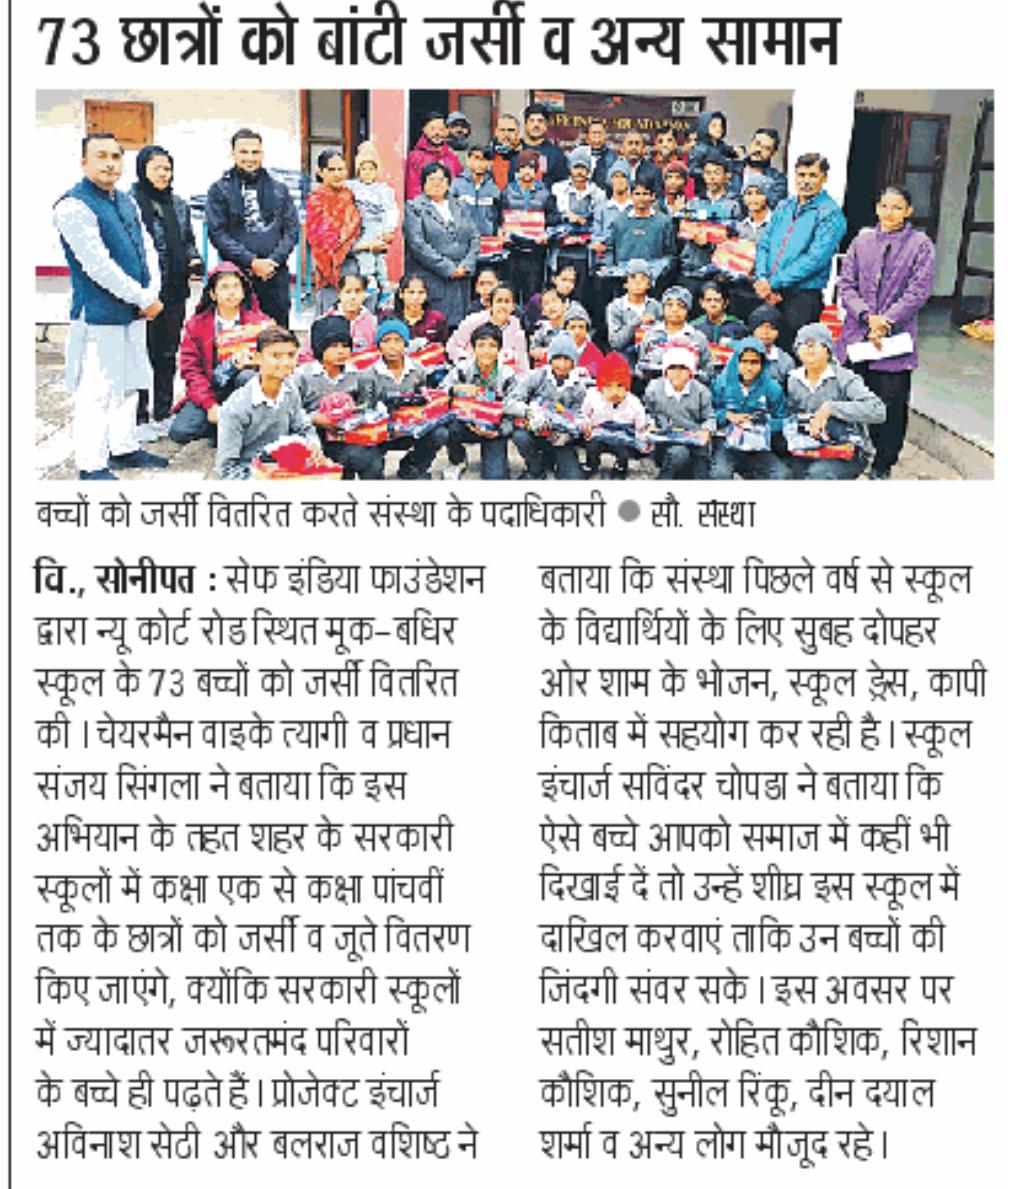 73 छात्रों को बांटी जर्सी व अन्य सामान
बच्चों को जर्सी वितरित करते संस्था के पदाधिकारी ● सौ. संस्था
वि., सोनीपत : सेफ इंडिया फाउंडेशन
द्वारा न्यू कोर्ट रोड स्थित मूक-बधिर
स्कूल के 73 बच्चों को जर्सी वितरित
की। चेयरमैन वाइके त्यागी व प्रधान
संजय सिंगला ने बताया कि इस
अभियान के तहत शहर के सरकारी
स्कूलों में कक्षा एक से कक्षा पांचवीं
तक के छात्रों को जर्सी व जूते वितरण
किए जाएंगे, क्योंकि सरकारी स्कूलों
में ज्यादातर जरूरतमंद परिवारों
के बच्चे ही पढ़ते हैं। प्रोजेक्ट इंचार्ज
अविनाश सेठी और बलराज वशिष्ठ ने
बताया कि संस्था पिछले वर्ष से स्कूल
के विद्यार्थियों के लिए सुबह दोपहर
ओर शाम के भोजन, स्कूल ड्रेस, कापी
किताब में सहयोग कर रही है। स्कूल
इंचार्ज सविंदर चोपडा ने बताया कि
ऐसे बच्चे आपको समाज में कहीं भी
दिखाई दें तो उन्हें शीघ्र इस स्कूल में
दाखिल करवाएं ताकि उन बच्चों की
जिंदगी संवर सके। इस अवसर पर
सतीश माथुर, रोहित कौशिक, रिशान
कौशिक, सुनील रिंकू, दीन दयाल
शर्मा व अन्य लोग मौजूद रहे।